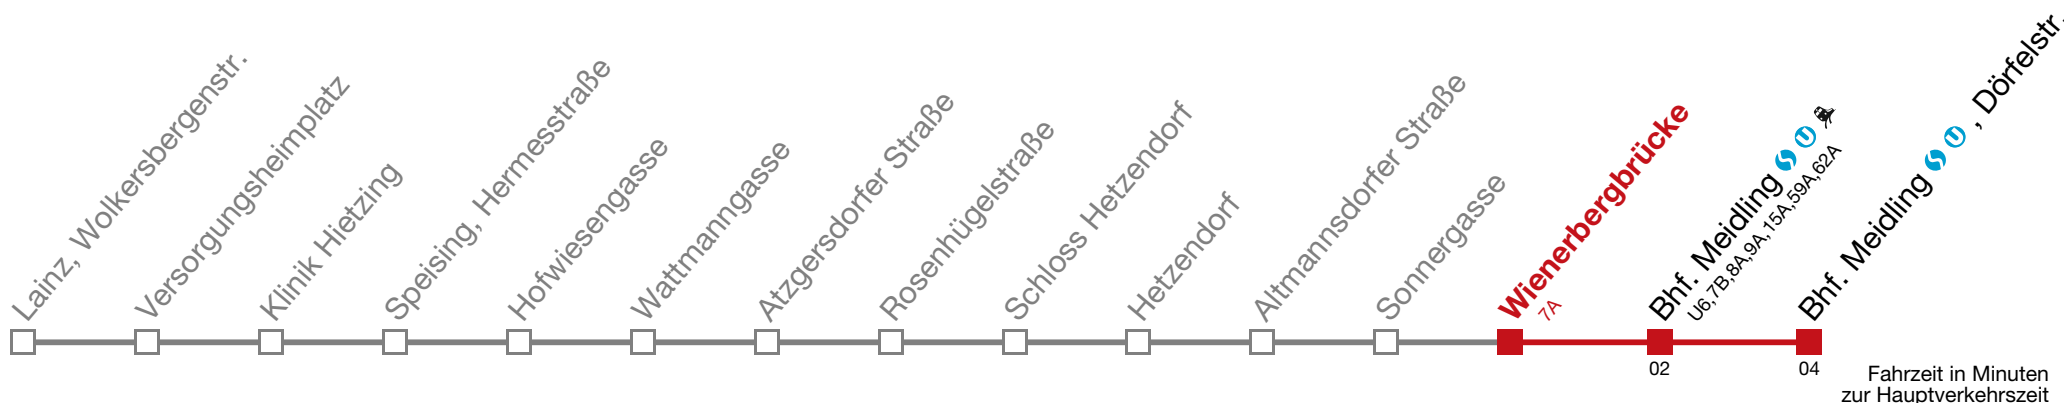 Lainz, Wolkersbergenstr.
Versorgungsheimplatz
Klinik Hietzing
Speising, Hermesstraße
Hofwiesengasse
Wattmanngasse
Atzgersdorfer Straße
Rosenhügelstraße
Schloss Hetzendorf
Hetzendorf
Altmannsdorfer Straße
Sonnergasse
Wienerbergbrücke
7A
Bhf. Meidling S U
U6,7B,8A,9A,15A,59A,62A
Bhf. Meidling S U , Dörfelstr.
02
04
Fahrzeit in Minuten
zur Hauptverkehrszeit